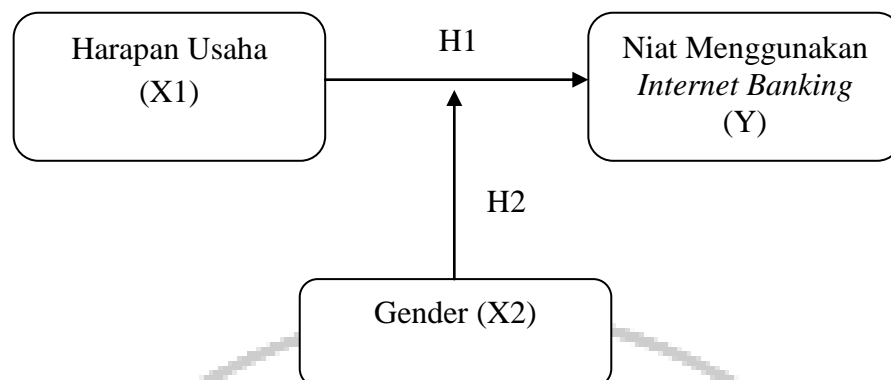 Harapan Usaha
(X1)
H1
Niat Menggunakan
Internet Banking
(Y)
H2
Gender (X2)